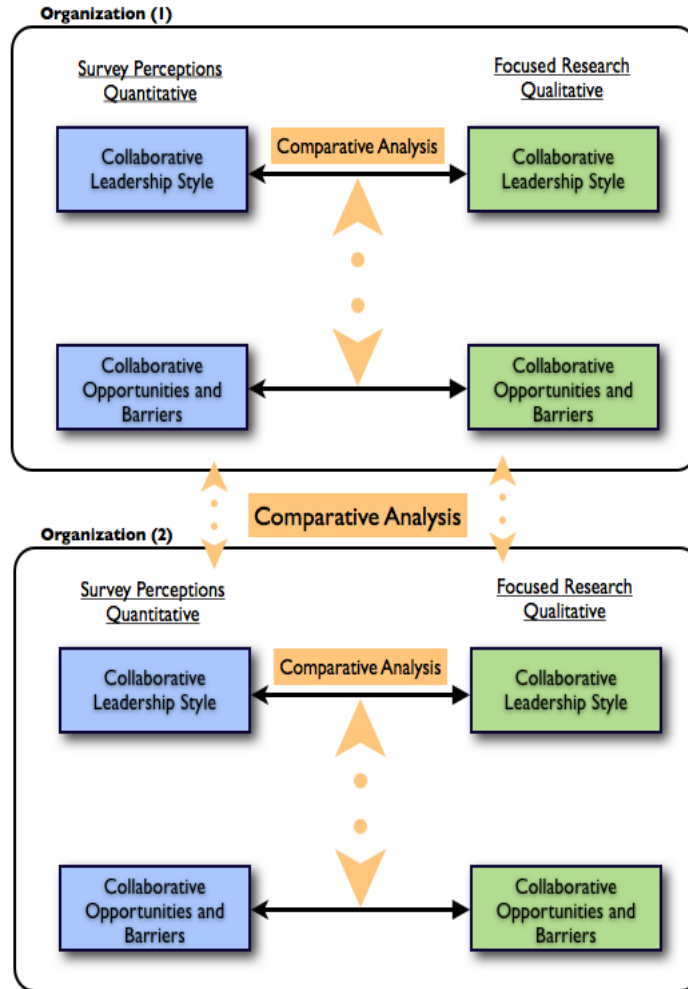 Organization (1)
Survey Perceptions
Quantitative
Focused Research
Qualitative
Collaborative
Leadership Style
Comparative Analysis
Collaborative
Leadership Style
Collaborative
Opportunities and
Barriers
Collaborative
Opportunities and
Barriers
Comparative Analysis
Organization (2)
Survey Perceptions
Quantitative
Focused Research
Qualitative
Collaborative
Leadership Style
Comparative Analysis
Collaborative
Leadership Style
Collaborative
Opportunities and
Barriers
Collaborative
Opportunities and
Barriers